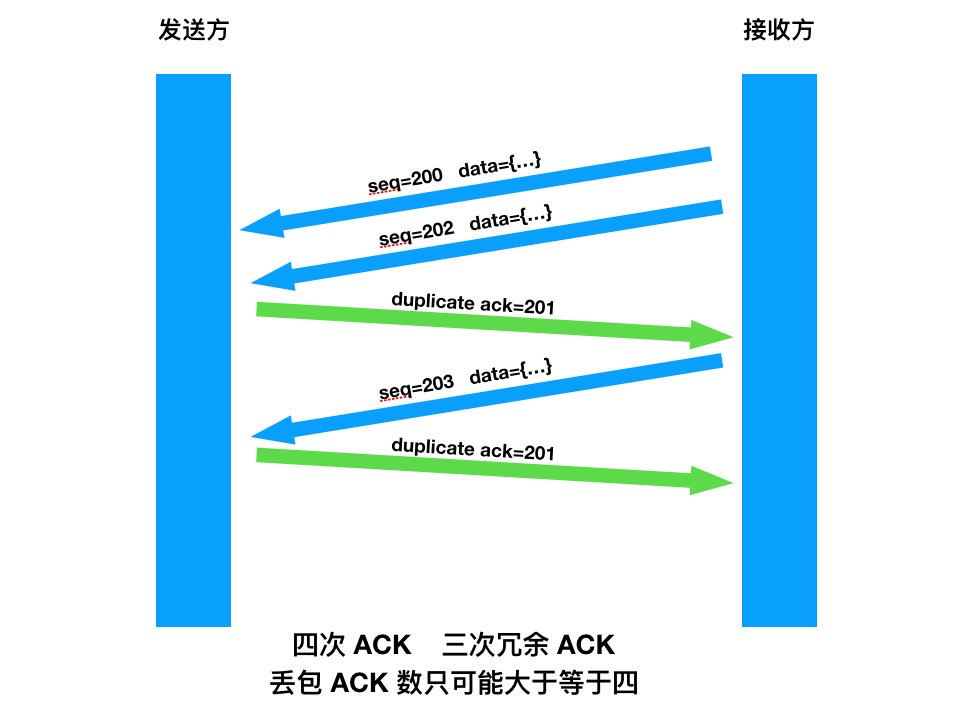 发送方
接收方
seq=200 data={…}
seq=202 data={…}
duplicate ack=201
seq=203 data={…}
duplicate ack=201
四次 ACK 三次冗余 ACK
丢包 ACK 数只可能大于等于四